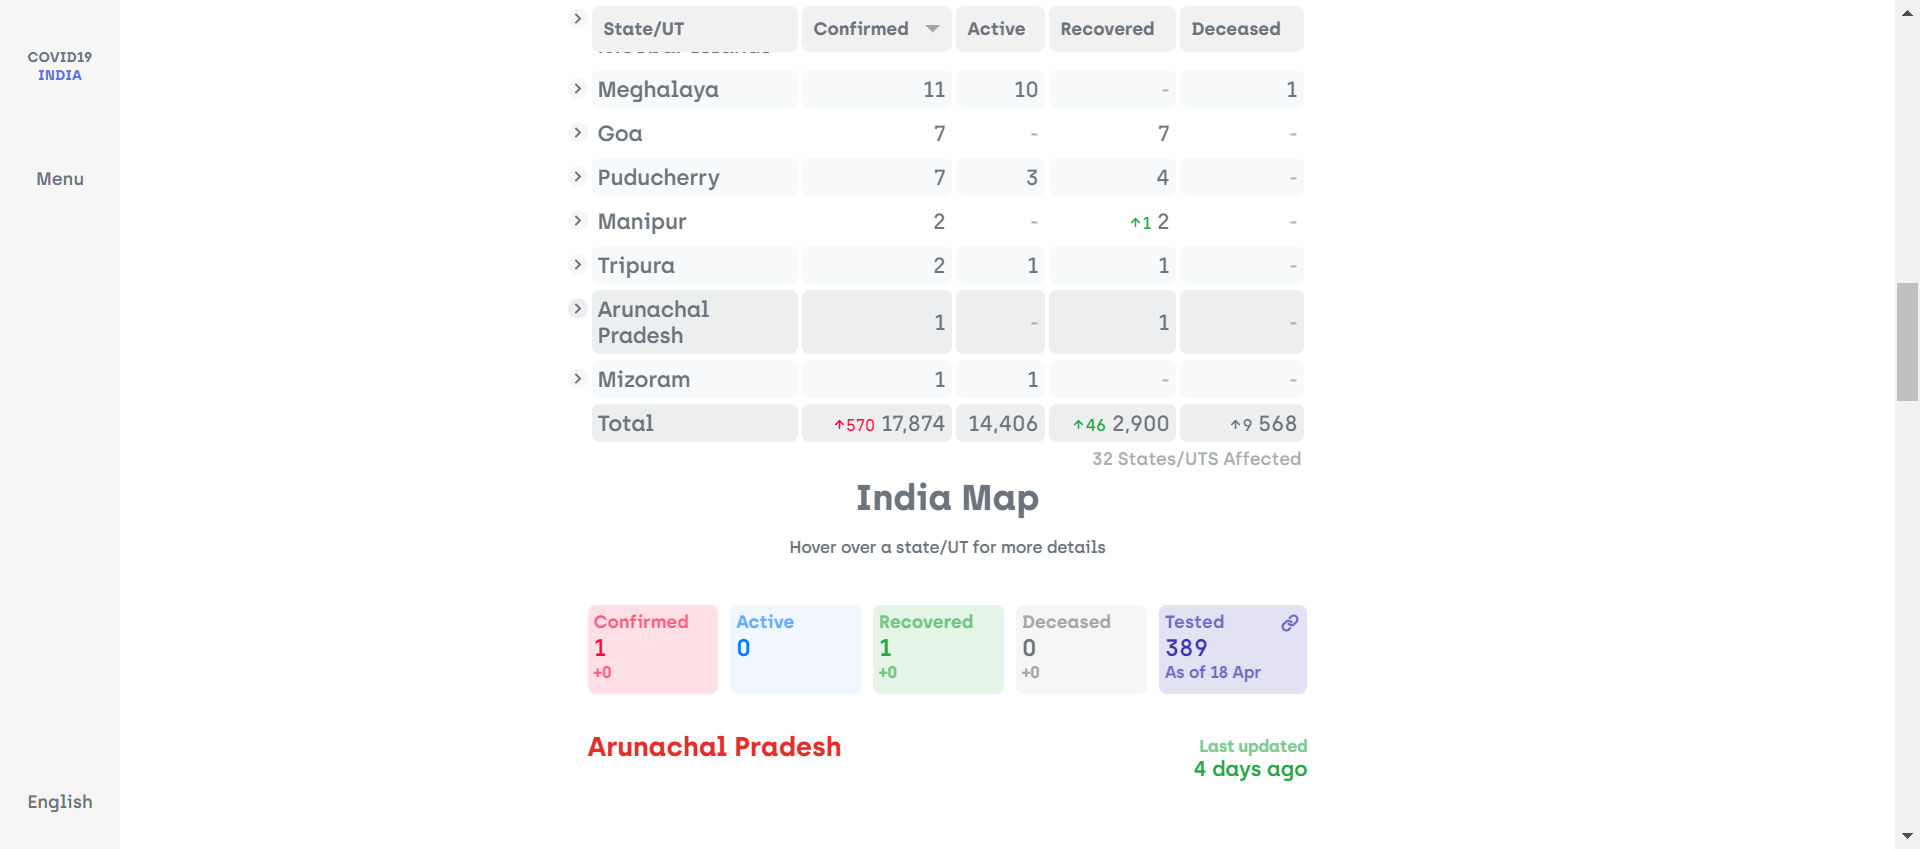 COVID19
INDIA
Menu
English
State/UT Confirmed Active Recovered Deceased
Meghalaya 11 10 - 1
Goa 7 - 7 -
Puducherry 7 3 4 -
Manipur 2 - ↑1 2 -
Tripura 2 1 1 -
Arunachal
Pradesh 1 - 1 -
Mizoram 1 1 - -
Total ↑570 17,874 14,406 ↑46 2,900 ↑9 568
32 States/UTS Affected
India Map
Hover over a state/UT for more details
Confirmed Active Recovered Deceased Tested
1 0 1 0 389
+0 +0 +0 As of 18 Apr
Arunachal Pradesh
Last updated
4 days ago